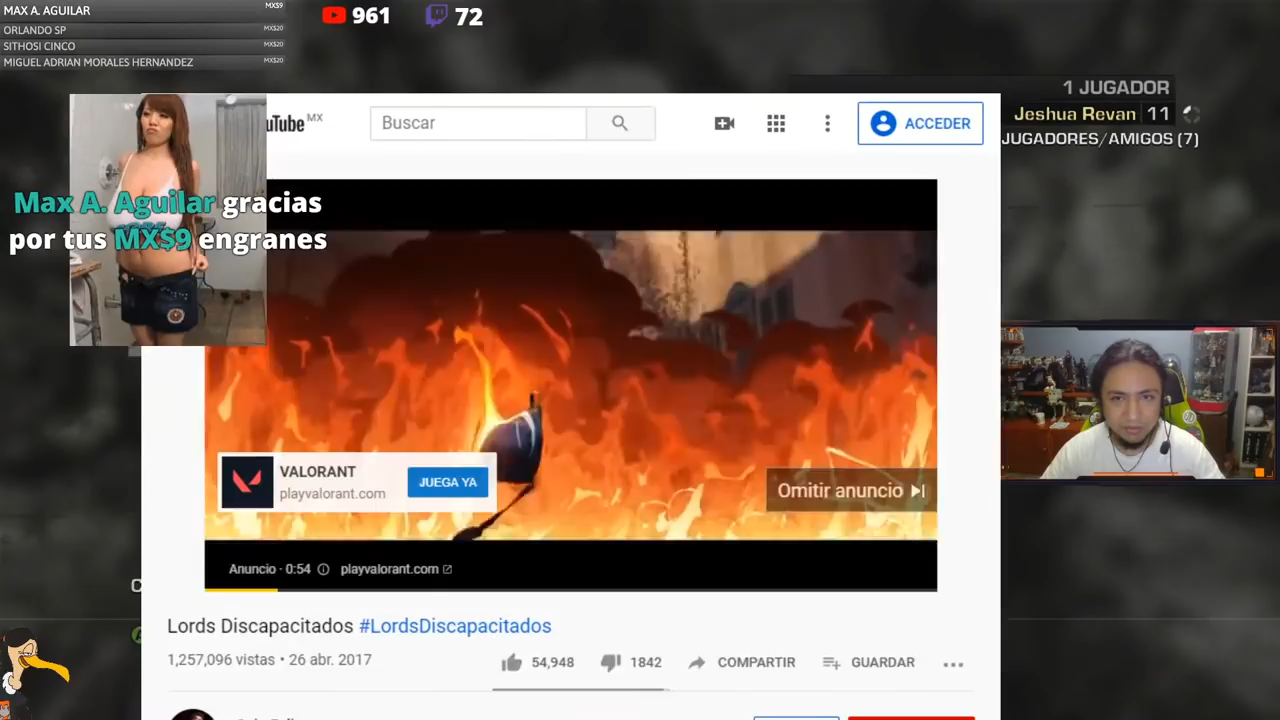 MAX A. AGUILAR MX$9
ORLANDO SP MX$20
SITHOSI CINCO MX$20
MIGUEL ADRIAN MORALES HERNANDEZ MX$20
961 72
1 JUGADOR
Jeshua Revan 11
JUGADORES/AMIGOS (7)
uTube MX Buscar ACCEDER
Max A. Aguilar gracias
por tus MX$9 engranes
VALORANT
playvalorant.com
JUEGA YA
Omitir anuncio
Anuncio · 0:54 playvalorant.com
Lords Discapacitados #LordsDiscapacitados
1,257,096 vistas • 26 abr. 2017 54,948 1842 COMPARTIR GUARDAR